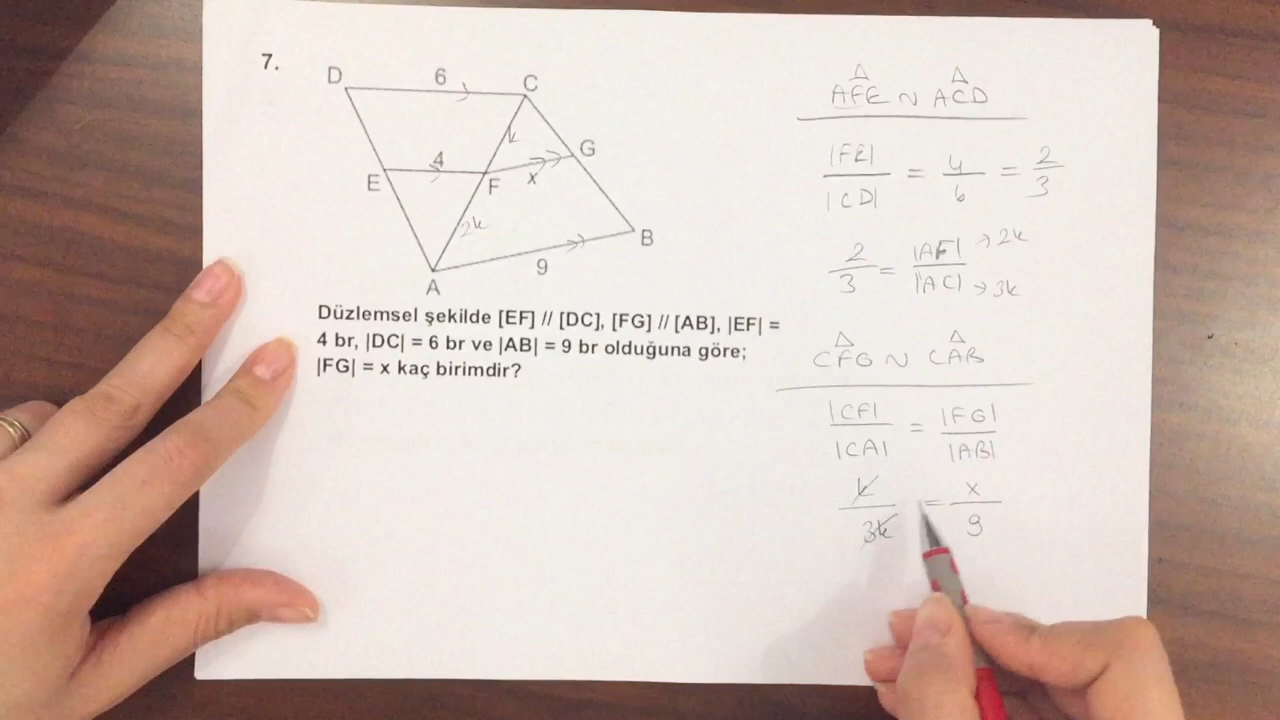 7.
D 6 C
k
G
E 4 F x
2k
B
9
A
Düzlemsel şekilde [EF] // [DC], [FG] // [AB], |EF| =
4 br, |DC| = 6 br ve |AB| = 9 br olduğuna göre;
|FG| = x kaç birimdir?
AFE ~ ACD
|FE| / |CD| = 4 / 6 = 2 / 3
2 / 3 = |AF| / |AC| → 2k → 3k
CFG ~ CAB
|CF| / |CA| = |FG| / |AB|
k / 3k = x / 9